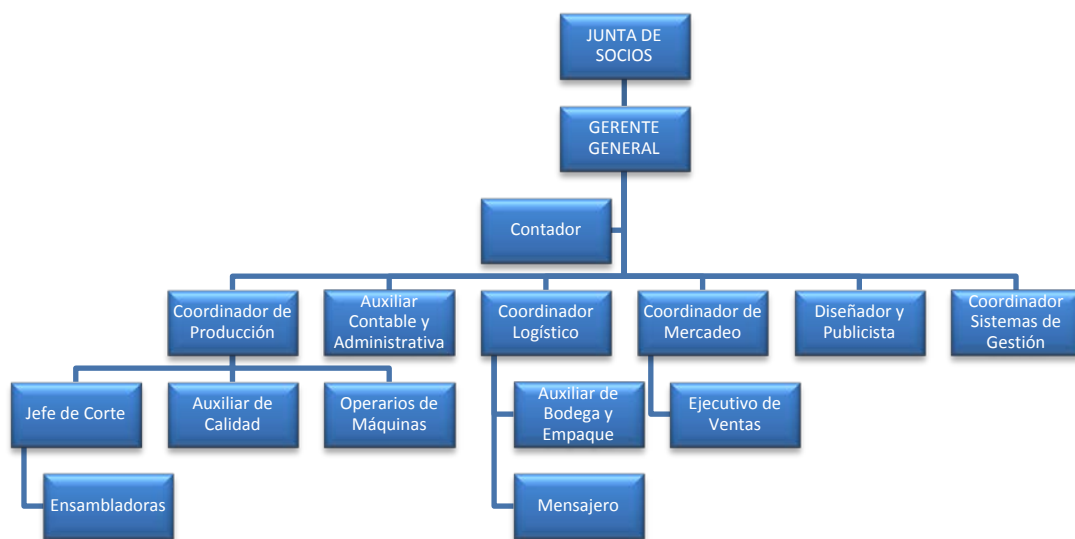 JUNTA DE
SOCIOS
GERENTE
GENERAL
Contador
Coordinador de
Producción
Auxiliar
Contable y
Administrativa
Coordinador
Logístico
Coordinador de
Mercadeo
Diseñador y
Publicista
Coordinador
Sistemas de
Gestión
Jefe de Corte
Auxiliar de
Calidad
Operarios de
Máquinas
Auxiliar de
Bodega y
Empaque
Ejecutivo de
Ventas
Ensambladoras
Mensajero